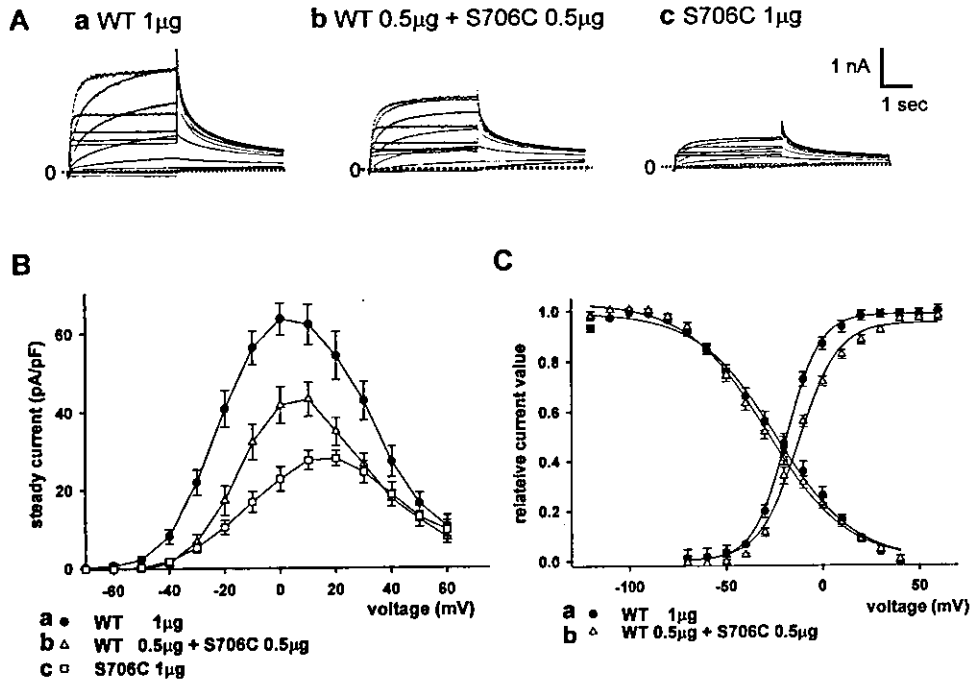 A
a WT 1µg
b WT 0.5µg + S706C 0.5µg
c S706C 1µg
1 nA
1 sec
0
0
0
B
steady current (pA/pF)
60
40
20
0
-60 -40 -20 0 20 40 60
voltage (mV)
a ● WT 1µg
b △ WT 0.5µg + S706C 0.5µg
c □ S706C 1µg
C
relateive current value
1.0
0.8
0.6
0.4
0.2
0.0
-100 -50 0 50
voltage (mV)
a ● WT 1µg
b △ WT 0.5µg + S706C 0.5µg